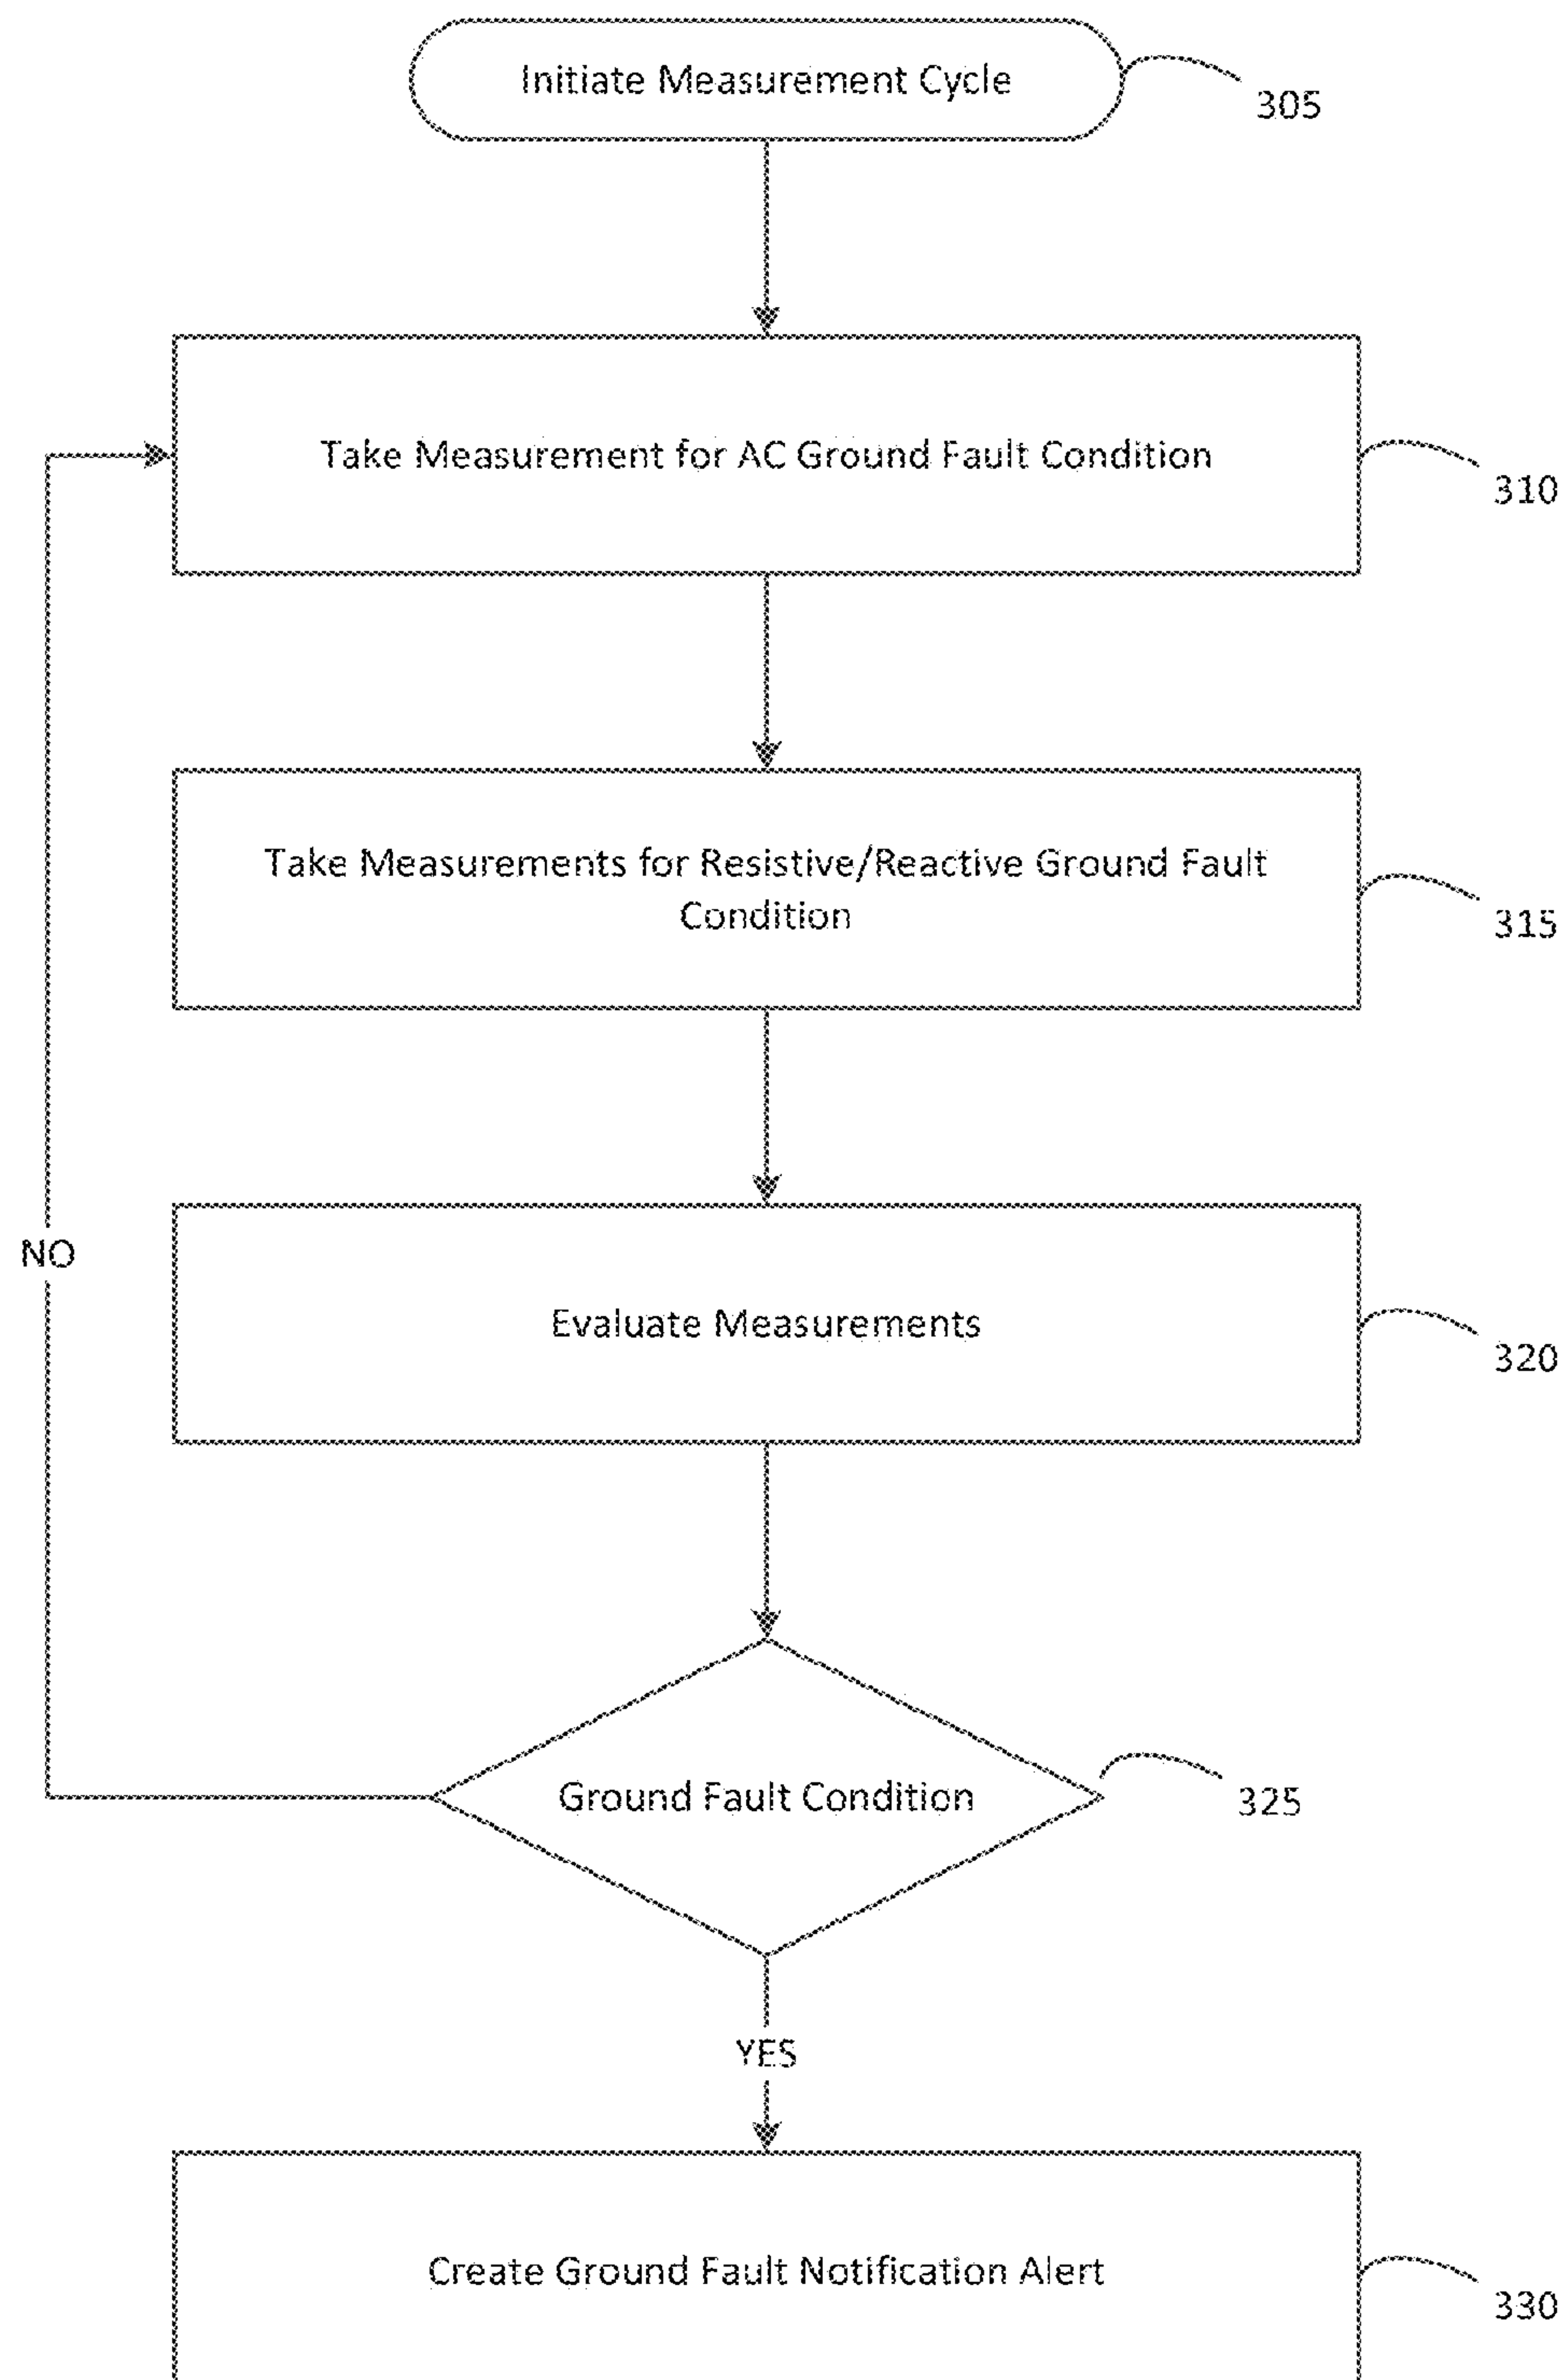 Initiate Measurement Cycle
305
Take Measurement for AC Ground Fault Condition
310
Take Measurements for Resistive/Reactive Ground Fault
Condition
315
NO
Evaluate Measurements
320
Ground Fault Condition
325
YES
Create Ground Fault Notification Alert
330